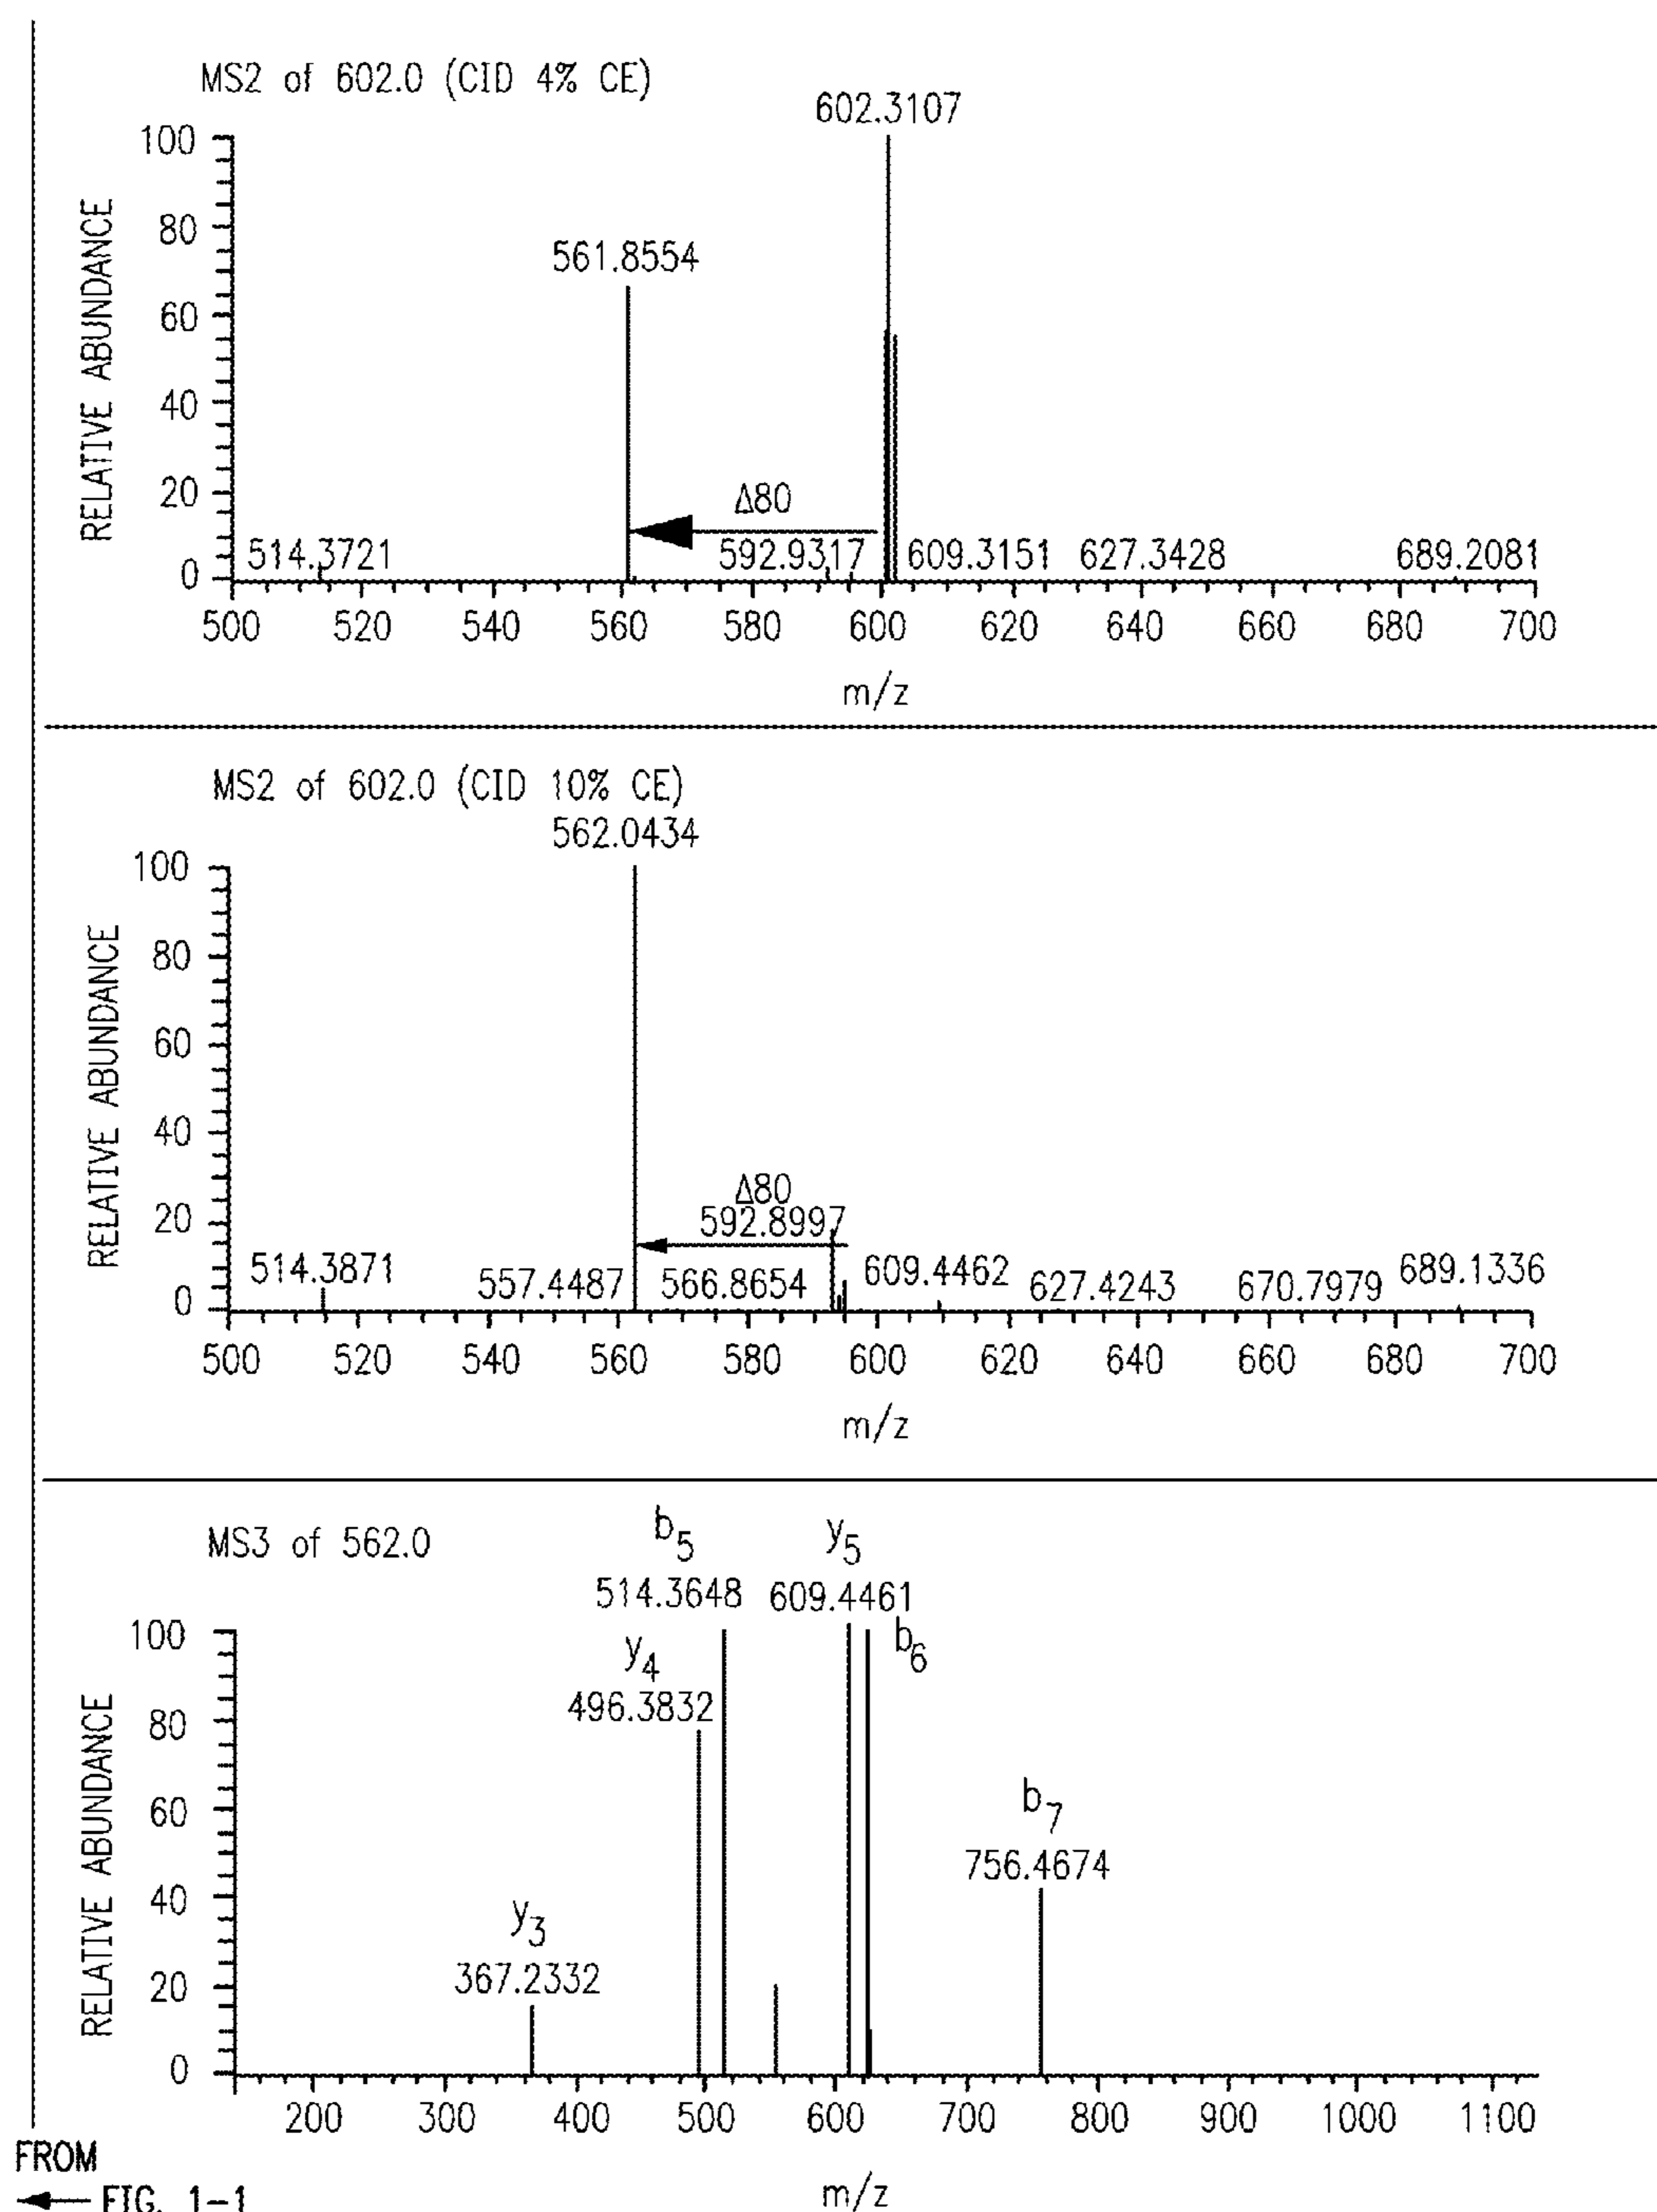 MS2 of 602.0 (CID 4% CE)
602.3107
561.8554
Δ80
514.3721
592.9317
609.3151
627.3428
689.2081
RELATIVE ABUNDANCE
100
80
60
40
20
0
500 520 540 560 580 600 620 640 660 680 700
m/z
MS2 of 602.0 (CID 10% CE)
562.0434
Δ80
592.8997
514.3871
557.4487
566.8654
609.4462
627.4243
670.7979
689.1336
RELATIVE ABUNDANCE
100
80
60
40
20
0
500 520 540 560 580 600 620 640 660 680 700
m/z
MS3 of 562.0
b5
514.3648
y5
609.4461
b6
y4
496.3832
b7
756.4674
y3
367.2332
RELATIVE ABUNDANCE
100
80
60
40
20
0
200 300 400 500 600 700 800 900 1000 1100
m/z
FROM
FIG. 1-1